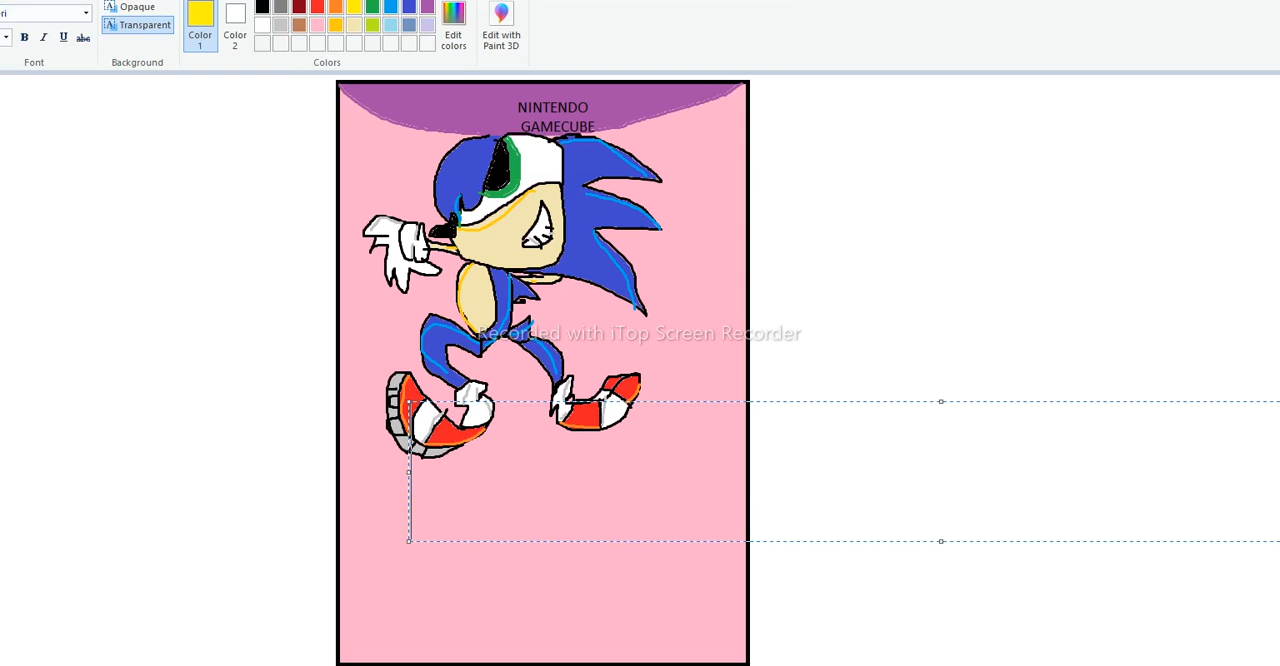 ri
Opaque
Transparent
B I U abc
Font
Background
Color
1
Color
2
Edit
colors
Edit with
Paint 3D
Colors
NINTENDO
GAMECUBE
Recorded with iTop Screen Recorder